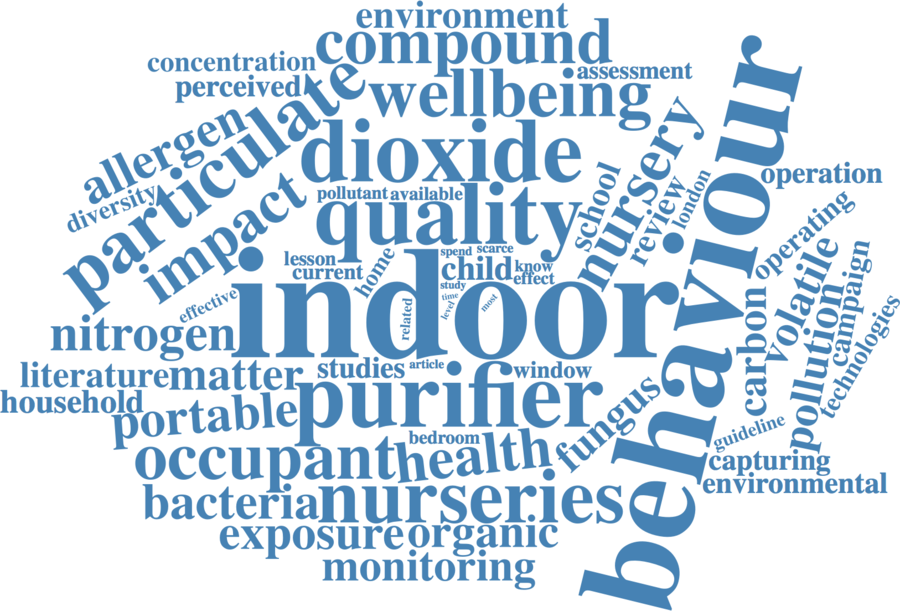 environment
compound
concentration
perceived
assessment
wellbeing
particulate
allergen
diversity
dioxide
impact
pollutant
available
quality
school
nursery
review
london
behaviour
operation
operating
volatile
campaign
pollution
technologies
carbon
lesson
current
home
spend
scarce
child
know
effect
study
time
level
most
related
effective
indoor
nitrogen
literature
matter
studies
article
window
household
portable
purifier
fungus
guideline
bedroom
occupant
health
capturing
environmental
bacteria
nurseries
exposure
organic
monitoring